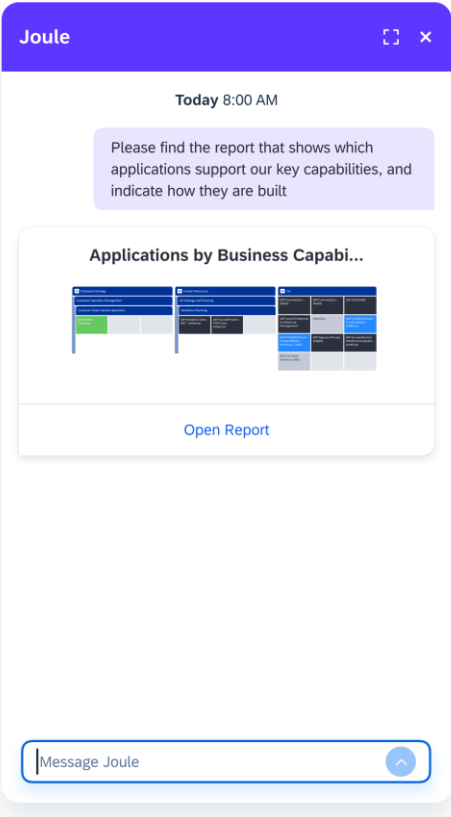 Joule
Today 8:00 AM
Please find the report that shows which
applications support our key capabilities, and
indicate how they are built
Applications by Business Capabi...
Open Report
Message Joule